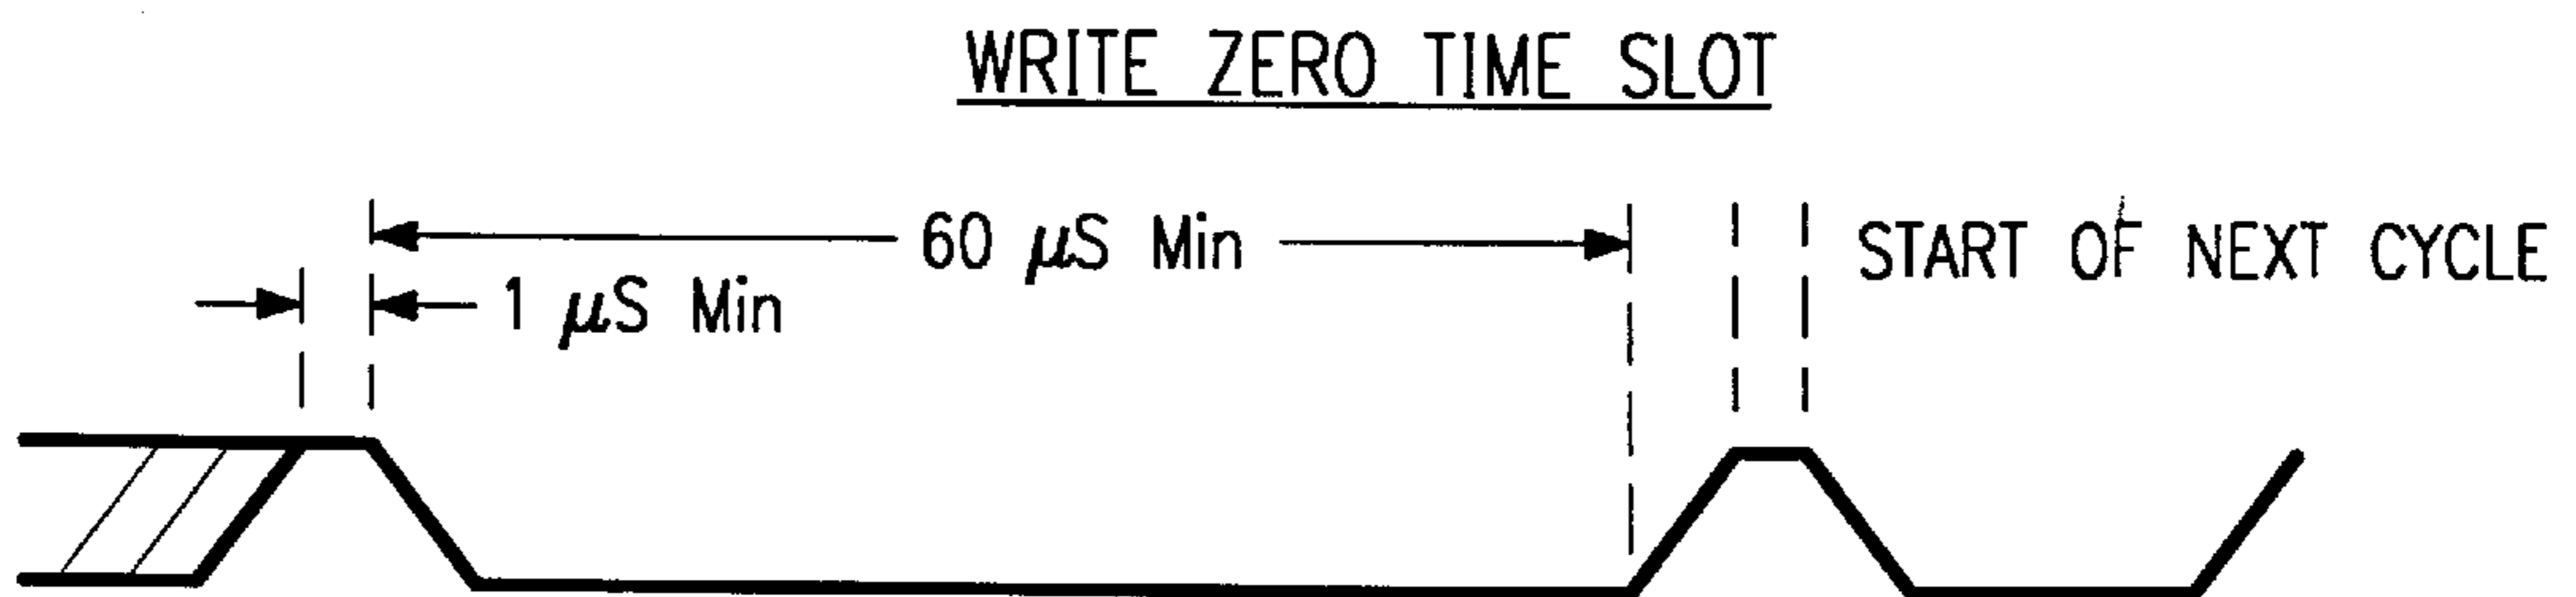 WRITE ZERO TIME SLOT
60 µS Min
START OF NEXT CYCLE
1 µS Min